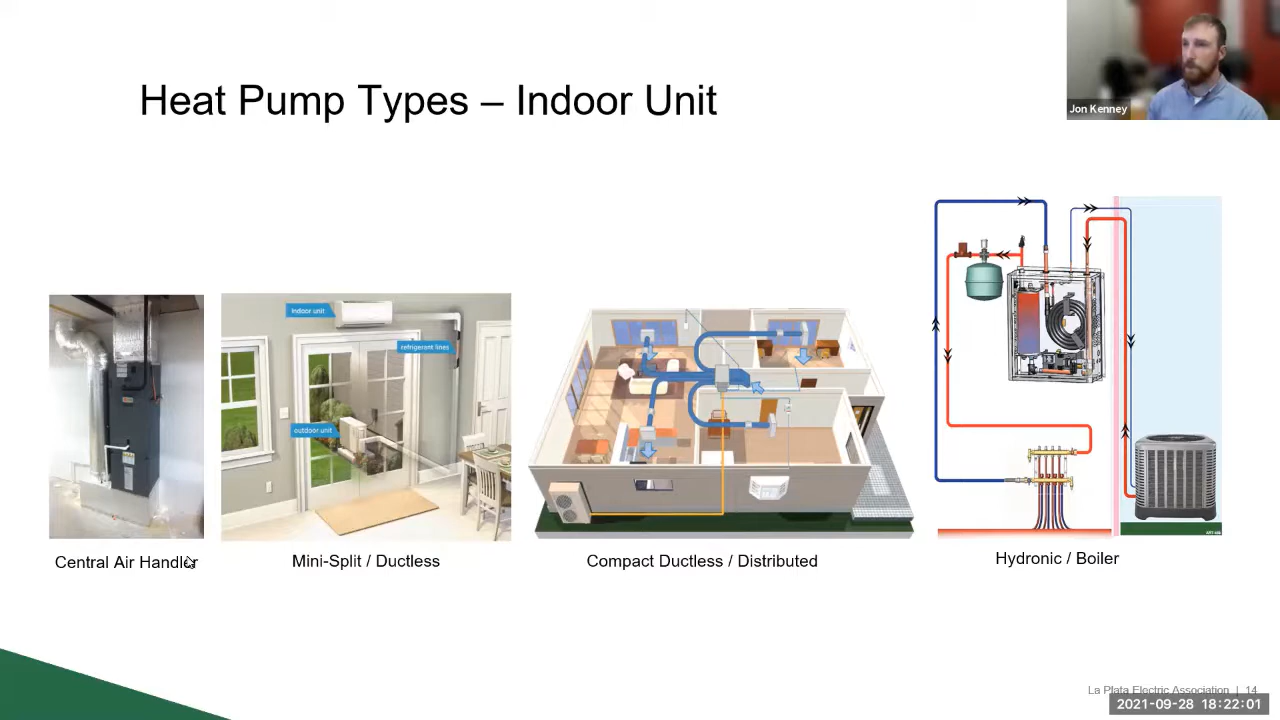 Jon Kenney
Heat Pump Types – Indoor Unit
Indoor unit
refrigerant lines
outdoor unit
Central Air Handler
Mini-Split / Ductless
Compact Ductless / Distributed
Hydronic / Boiler
La Plata Electric Association | 14
2021-09-28 18:22:01